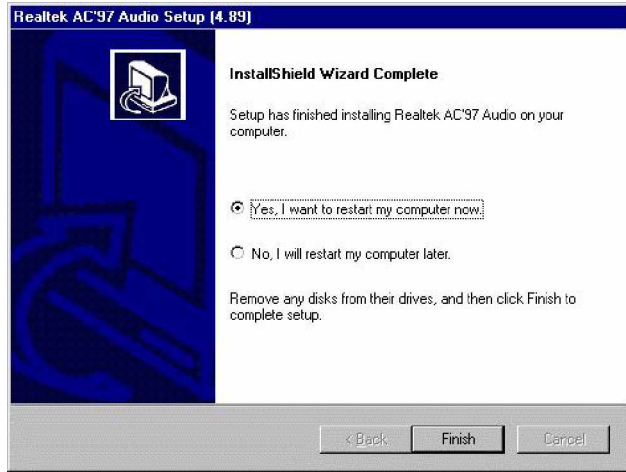 Realtek AC'97 Audio Setup (4.89)
InstallShield Wizard Complete
Setup has finished installing Realtek AC'97 Audio on your
computer.
Yes, I want to restart my computer now.
No, I will restart my computer later.
Remove any disks from their drives, and then click Finish to
complete setup.
< Back
Finish
Cancel